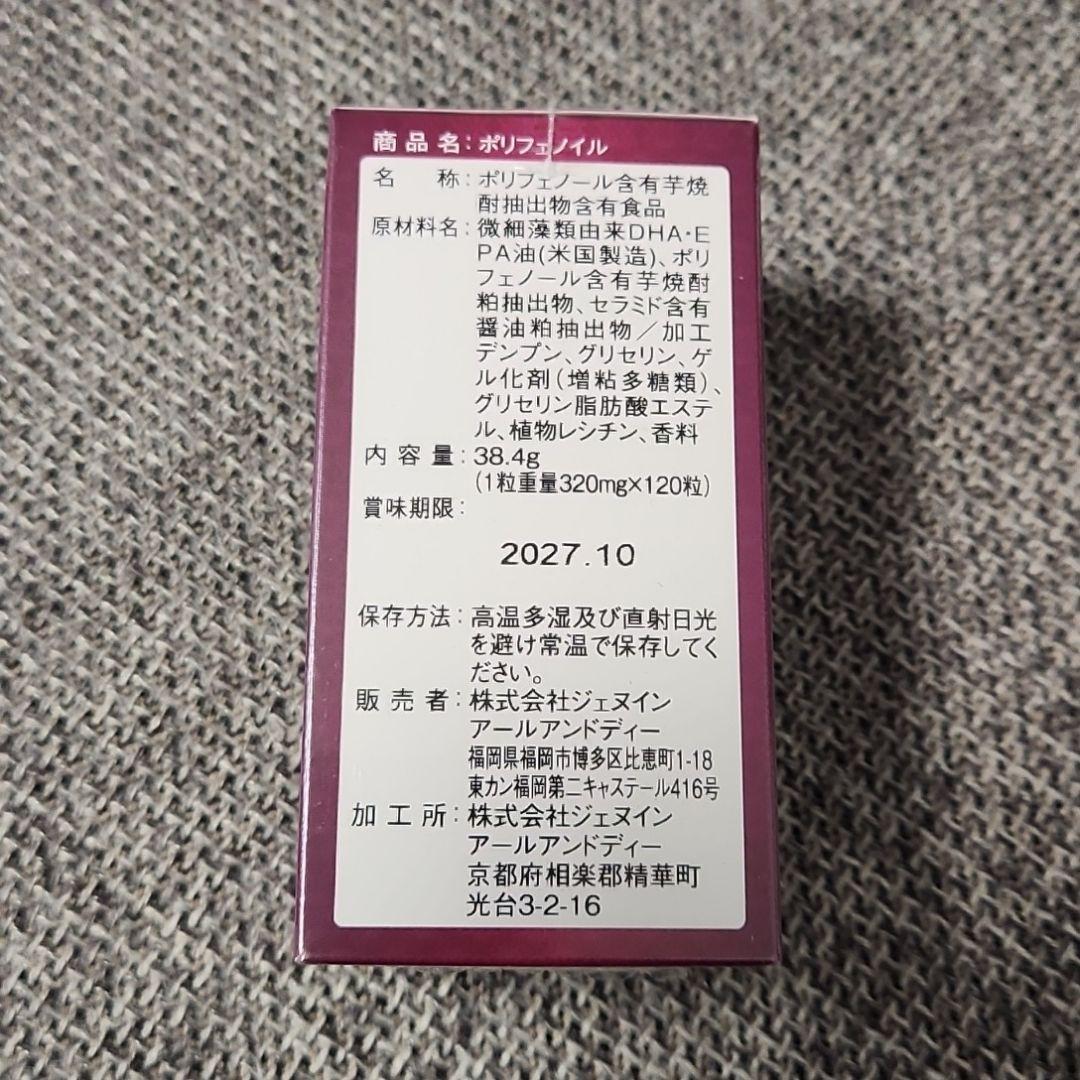 商品名：ポリフェノイル
名称：ポリフェノール含有芋焼
酎抽出物含有食品
原材料名：微細藻類由来DHA・E
PA油(米国製造)、ポリ
フェノール含有芋焼酎
粕抽出物、セラミド含有
醤油粕抽出物／加工
デンプン、グリセリン、ゲ
ル化剤（増粘多糖類）、
グリセリン脂肪酸エステ
ル、植物レシチン、香料
内容量：38.4g
（1粒重量320mg×120粒）
賞味期限：
2027.10
保存方法：高温多湿及び直射日光
を避け常温で保存してく
ださい。
販売者：株式会社ジェヌイン
アールアンドディー
福岡県福岡市博多区比恵町1-18
東カン福岡第二キャステール416号
加工所：株式会社ジェヌイン
アールアンドディー
京都府相楽郡精華町
光台3-2-16